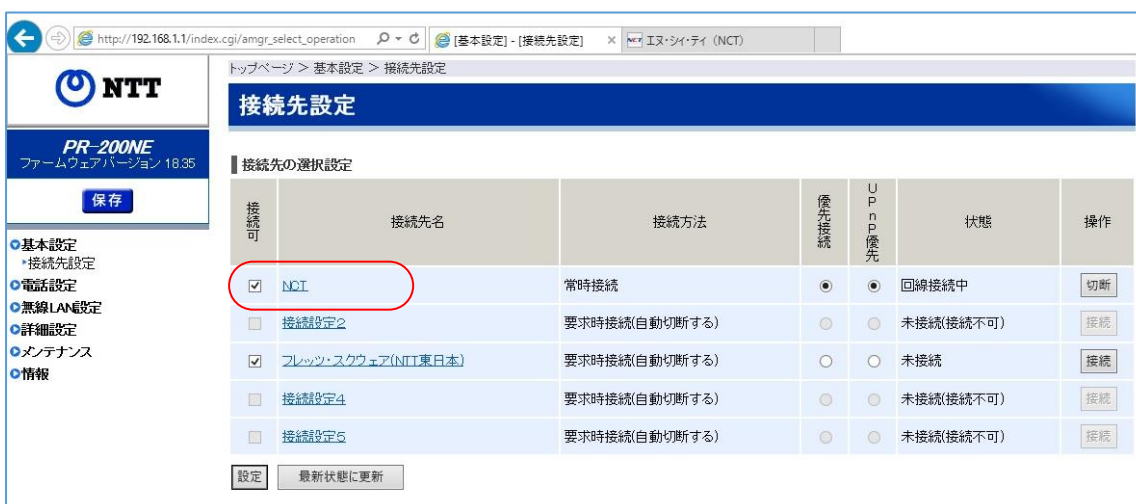 http://192.168.1.1/index.cgi/amgr_select_operation
[基本設定] - [接続先設定]
NCT エヌ・シイ・ティ (NCT)
NTT
トップページ > 基本設定 > 接続先設定
接続先設定
PR-200NE
ファームウェアバージョン 18.35
保存
基本設定
接続先設定
電話設定
無線LAN設定
詳細設定
メンテナンス
情報
接続先の選択設定
接続可 接続先名 接続方法 優先接続 UPnP優先 状態 操作
NCT 常時接続 回線接続中 切断
接続設定2 要求時接続(自動切断する) 未接続(接続不可) 接続
フレッツ・スクウェア(NTT東日本) 要求時接続(自動切断する) 未接続 接続
接続設定4 要求時接続(自動切断する) 未接続(接続不可) 接続
接続設定5 要求時接続(自動切断する) 未接続(接続不可) 接続
設定 最新状態に更新